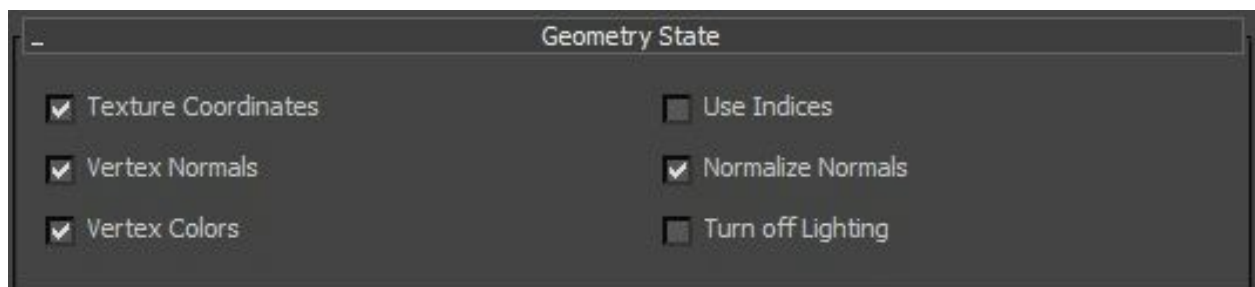 Geometry State
Texture Coordinates
Use Indices
Vertex Normals
Normalize Normals
Vertex Colors
Turn off Lighting